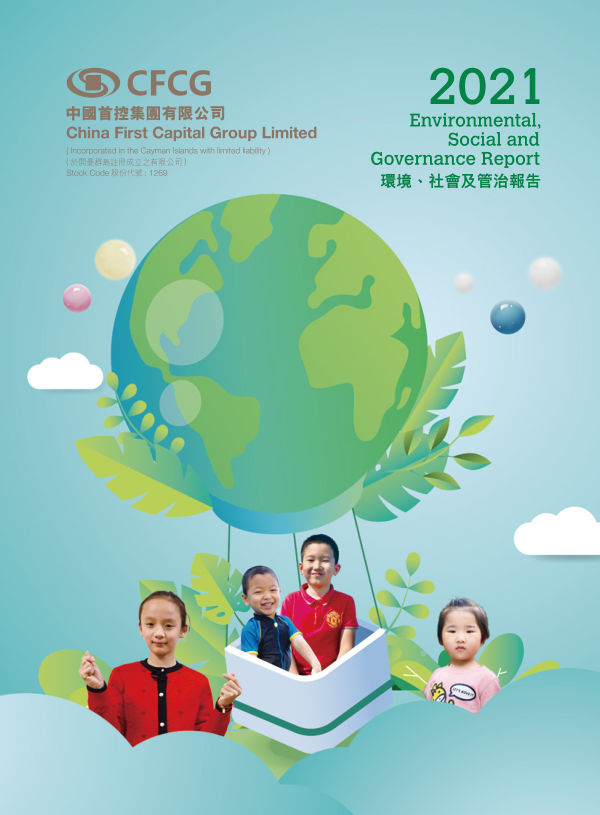 CFCG
中國首控集團有限公司
China First Capital Group Limited
( Incorporated in the Cayman Islands with limited liability )
( 於開曼群島註冊成立之有限公司 )
Stock Code 股份代號 : 1269
2021
Environmental,
Social and
Governance Report
環境、社會及管治報告
LET'S MOVE IT